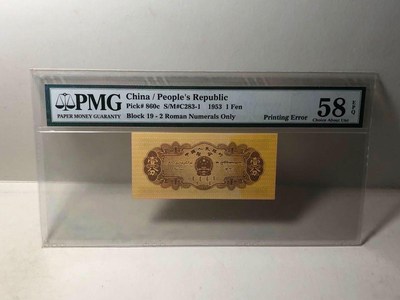 PMG
PAPER MONEY GUARANTY
China / People's Republic
Pick# 860c S/M#C283-1 1953 1 Fen
Block 19 - 2 Roman Numerals Only
Printing Error
58 EPQ
Choice About Unc